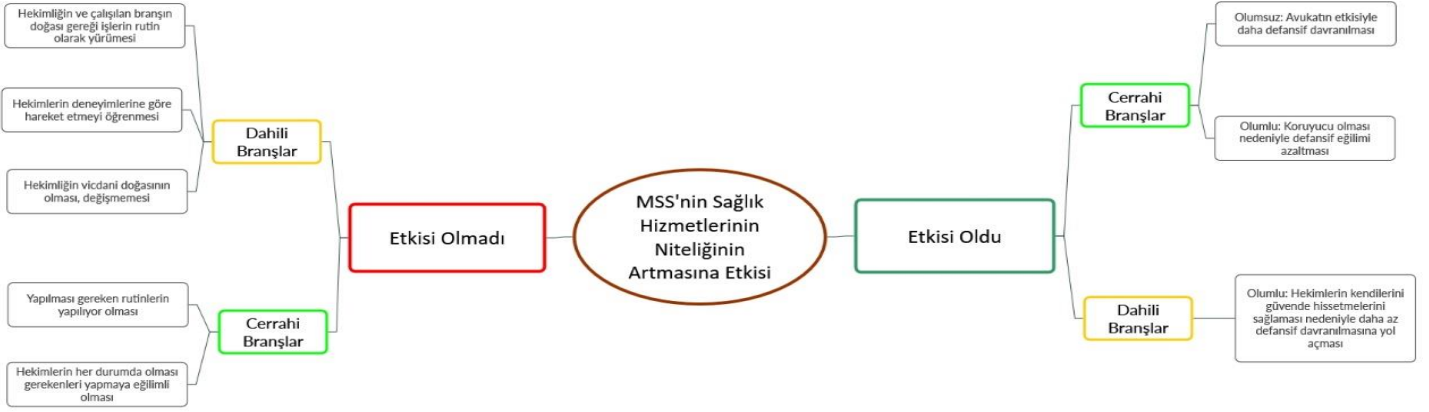 Hekimliğin ve çalışılan branşın
doğası gereği işlerin rutin
olarak yürümesi
Hekimlerin deneyimlerine göre
hareket etmeyi öğrenmesi
Hekimliğin vicdani doğasının
olması, değişmemesi
Dahili
Branşlar
Yapılması gereken rutinlerin
yapılıyor olması
Hekimlerin her durumda olması
gerekenleri yapmaya eğilimli
olması
Cerrahi
Branşlar
Etkisi Olmadı
MSS'nin Sağlık
Hizmetlerinin
Niteliğinin
Artmasına Etkisi
Etkisi Oldu
Cerrahi
Branşlar
Olumsuz: Avukatın etkisiyle
daha defansif davranılması
Olumlu: Koruyucu olması
nedeniyle defansif eğilimi
azaltması
Dahili
Branşlar
Olumlu: Hekimlerin kendilerini
güvende hissetmelerini
sağlaması nedeniyle daha az
defansif davranılmasına yol
açması